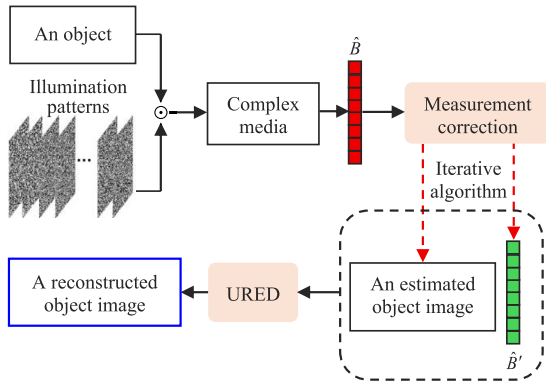 An object
Illumination
patterns
...
⊙
Complex
media
B̂
Measurement
correction
Iterative
algorithm
A reconstructed
object image
URED
An estimated
object image
B̂′